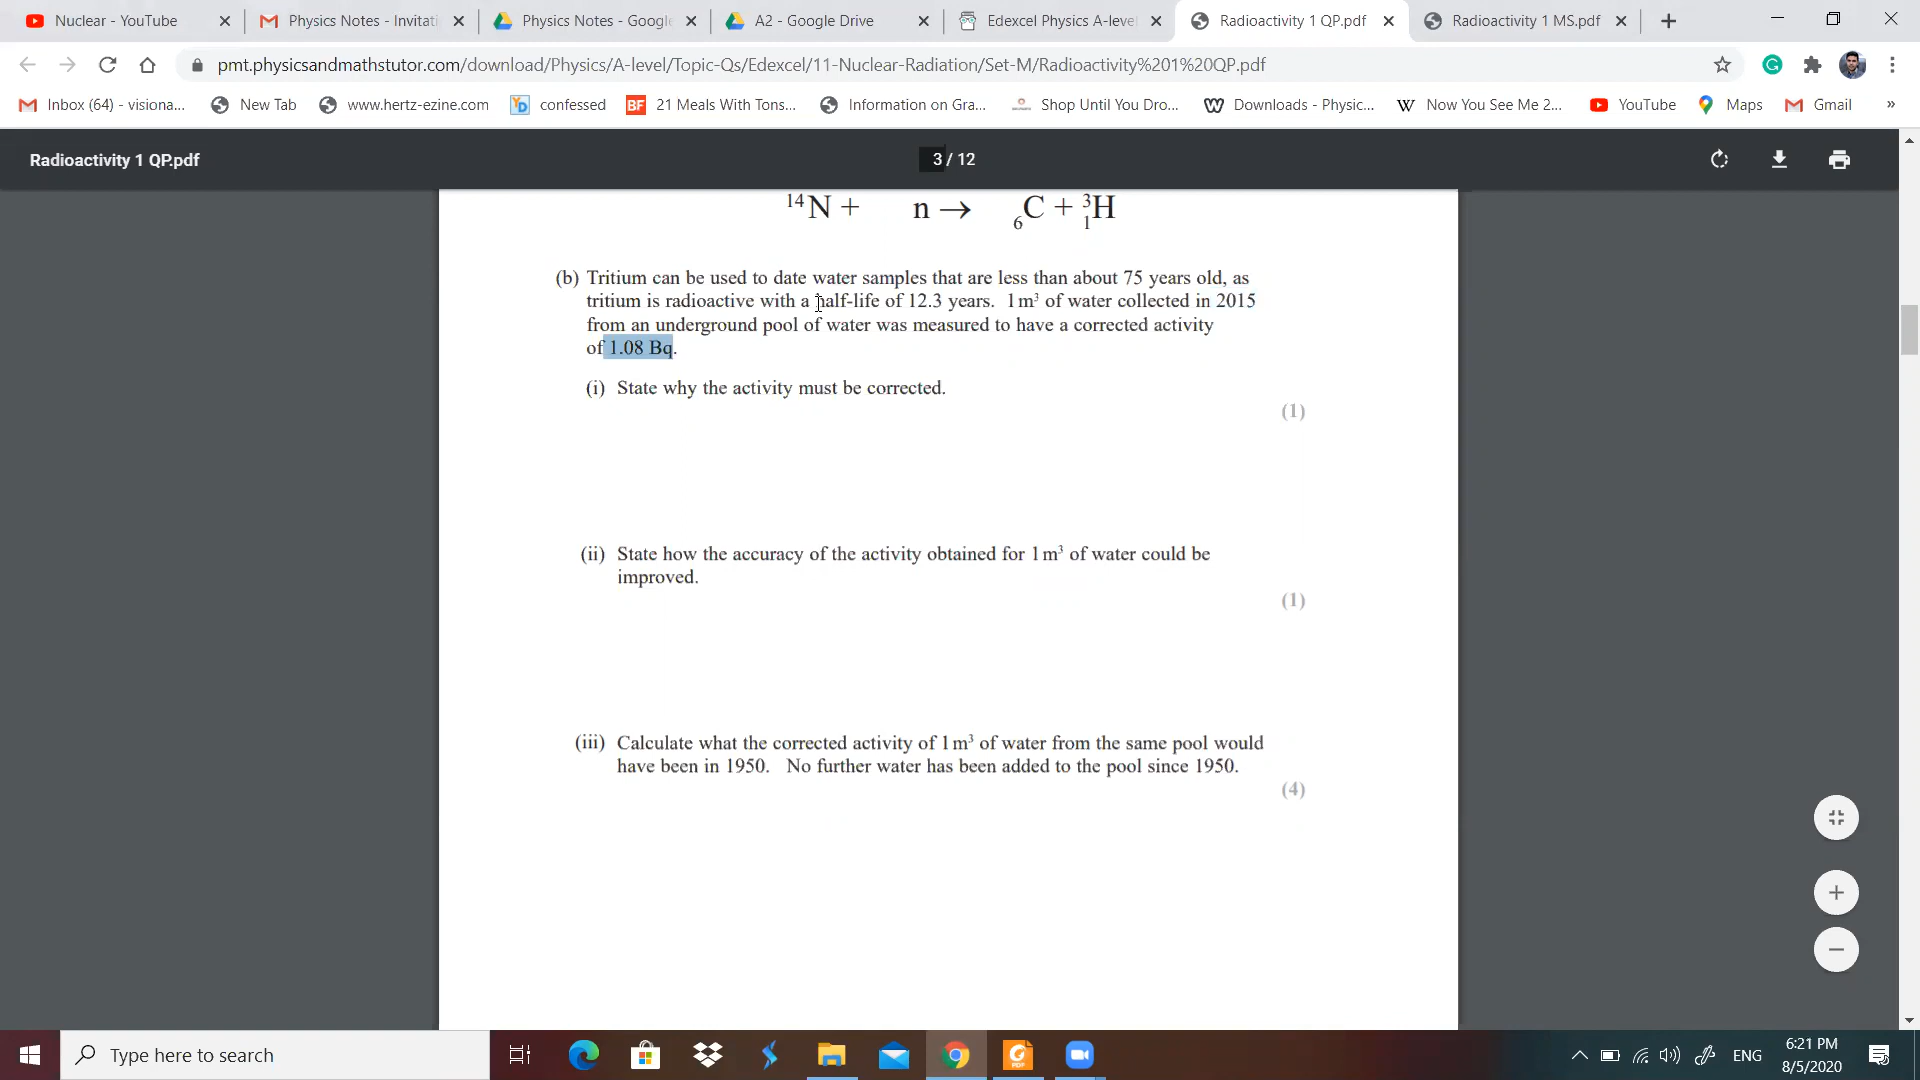 Nuclear - YouTube
Physics Notes - Invitati
Physics Notes - Google
A2 - Google Drive
Edexcel Physics A-level
Radioactivity 1 QP.pdf
Radioactivity 1 MS.pdf
pmt.physicsandmathstutor.com/download/Physics/A-level/Topic-Qs/Edexcel/11-Nuclear-Radiation/Set-M/Radioactivity%201%20QP.pdf
Inbox (64) - visiona...
New Tab
www.hertz-ezine.com
YD
confessed
BF
21 Meals With Tons...
Information on Gra...
Shop Until You Dro...
Downloads - Physic...
W
Now You See Me 2...
YouTube
Maps
Gmail
»
Radioactivity 1 QP.pdf
3 / 12
¹⁴N + n → ₆C + ³₁H
(b) Tritium can be used to date water samples that are less than about 75 years old, as
tritium is radioactive with a half-life of 12.3 years. 1 m³ of water collected in 2015
from an underground pool of water was measured to have a corrected activity
of 1.08 Bq.
(i) State why the activity must be corrected.
(1)
(ii) State how the accuracy of the activity obtained for 1 m³ of water could be
improved.
(1)
(iii) Calculate what the corrected activity of 1 m³ of water from the same pool would
have been in 1950. No further water has been added to the pool since 1950.
(4)
Type here to search
PDF
ENG
6:21 PM
8/5/2020